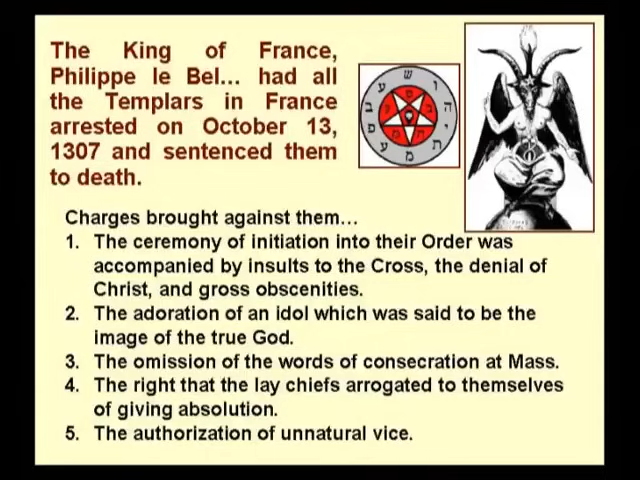 The King of France,
Philippe le Bel... had all
the Templars in France
arrested on October 13,
1307 and sentenced them
to death.
Charges brought against them...
1. The ceremony of initiation into their Order was
accompanied by insults to the Cross, the denial of
Christ, and gross obscenities.
2. The adoration of an idol which was said to be the
image of the true God.
3. The omission of the words of consecration at Mass.
4. The right that the lay chiefs arrogated to themselves
of giving absolution.
5. The authorization of unnatural vice.